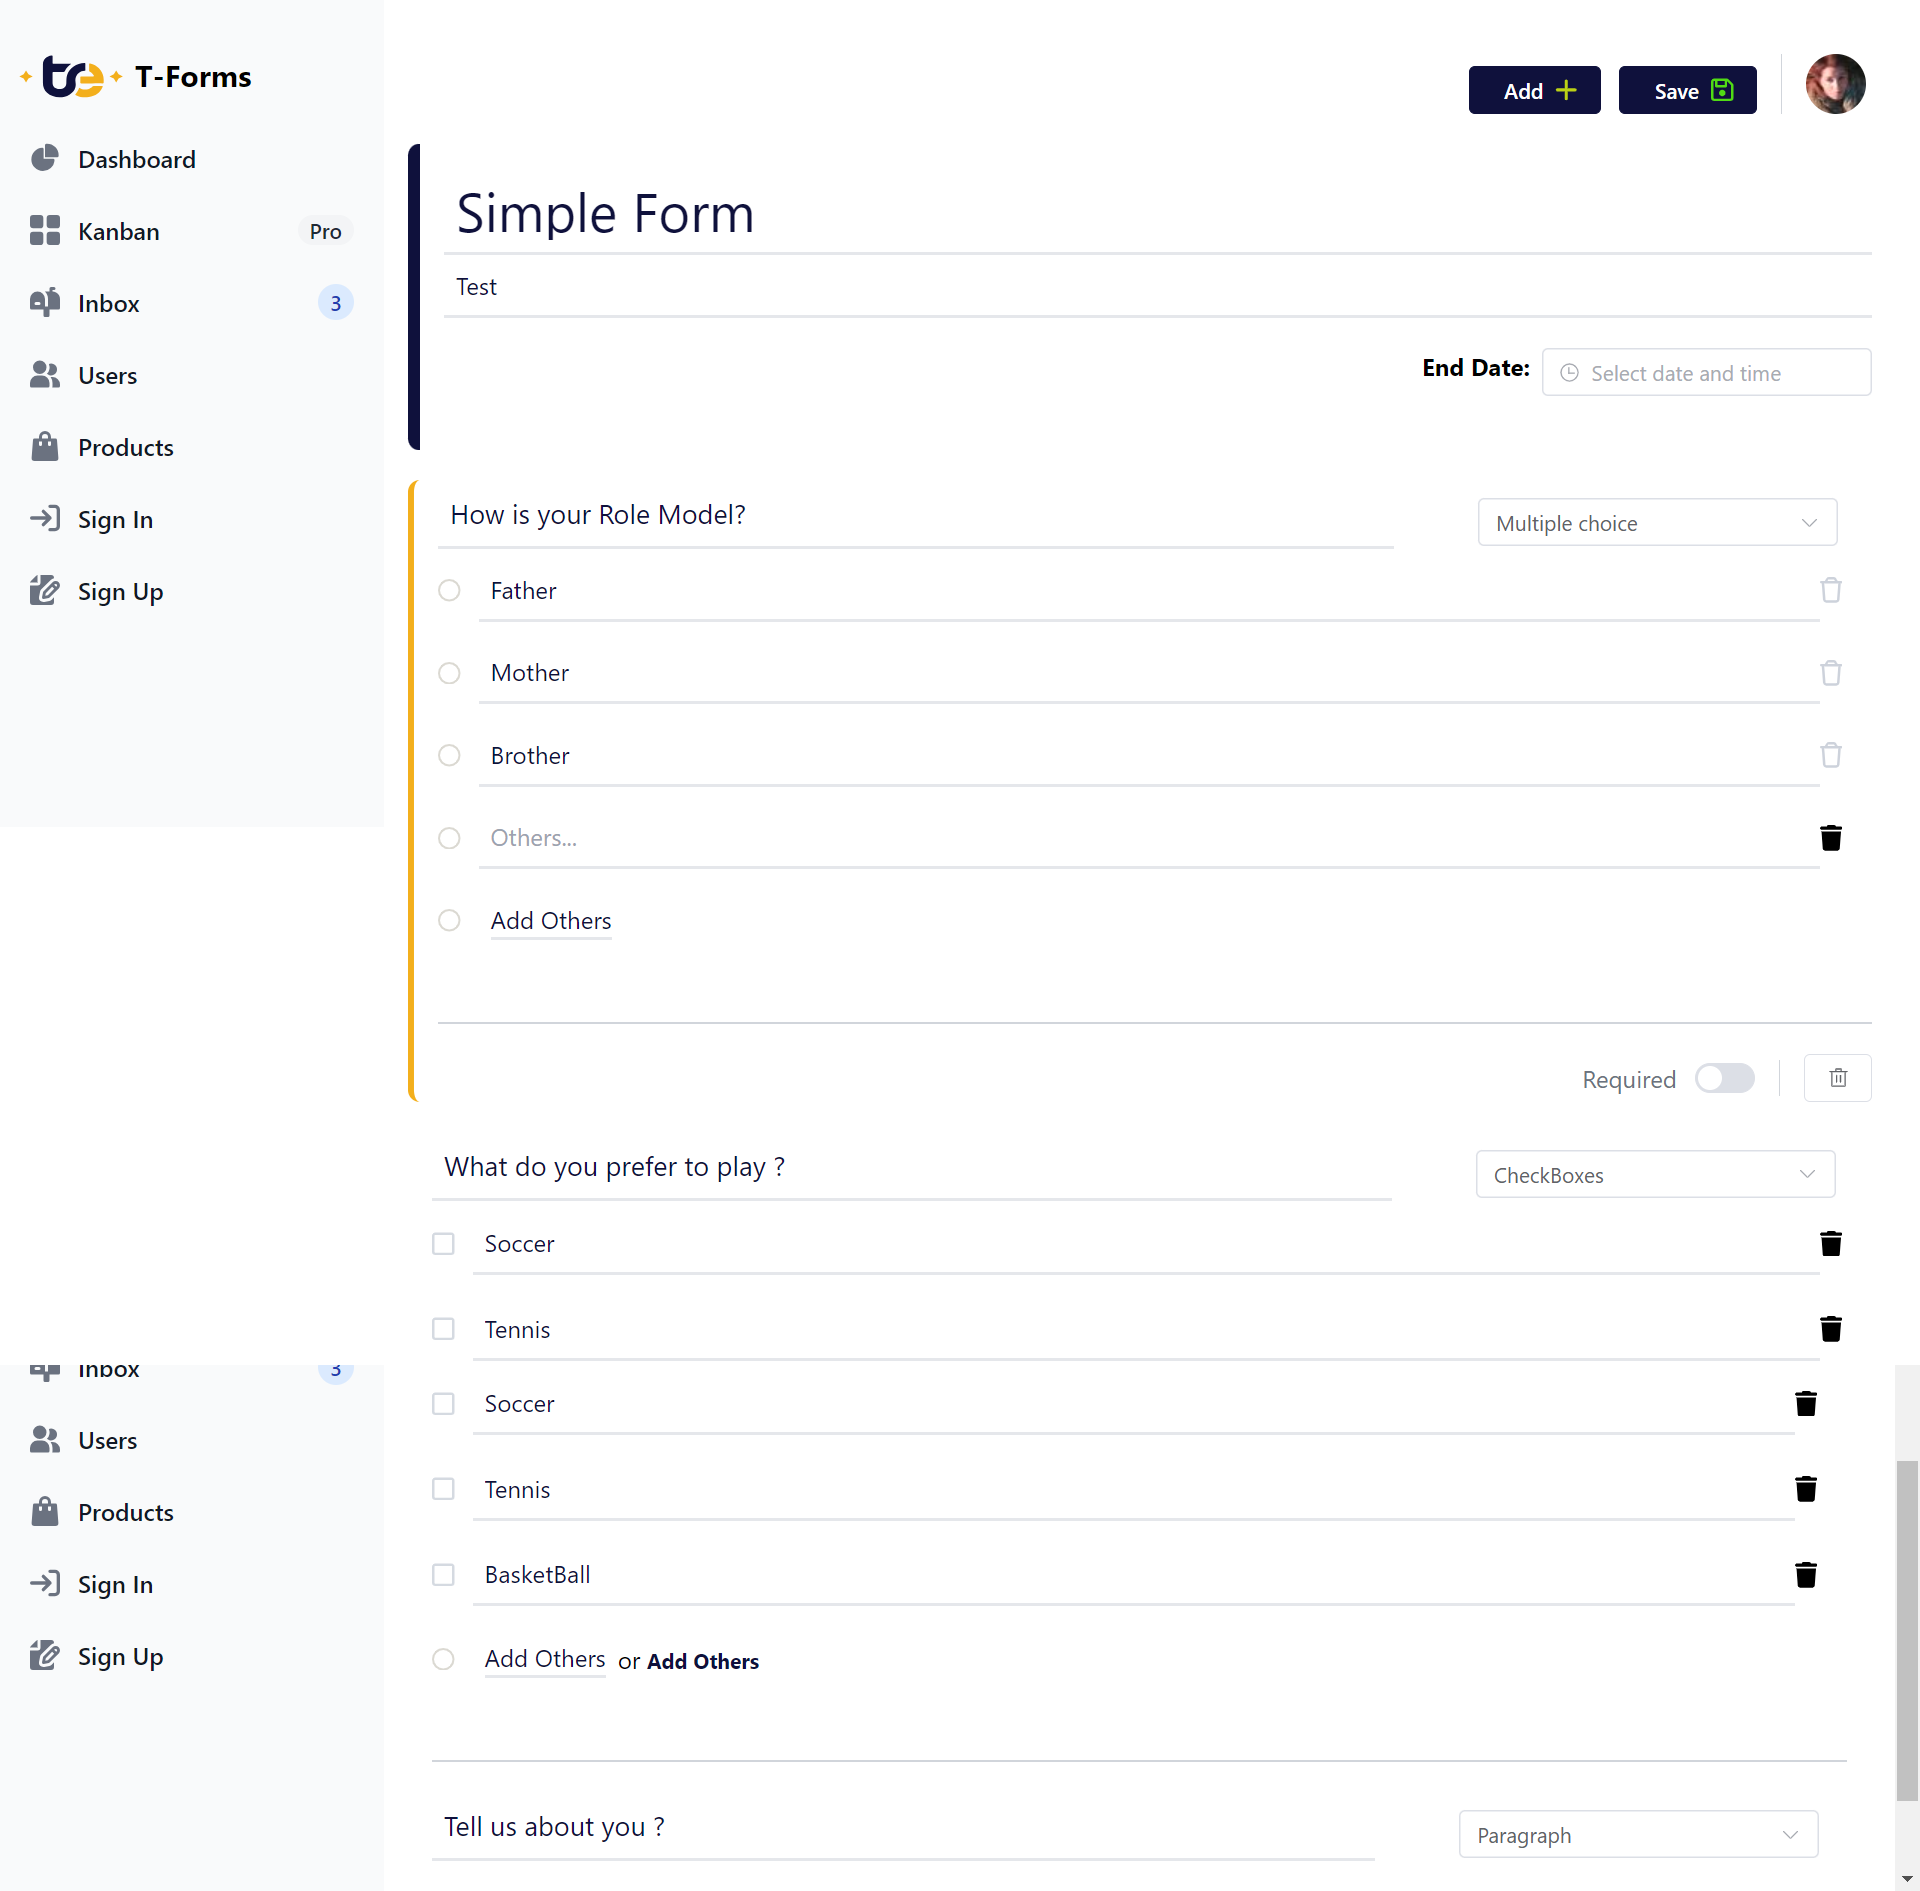 tre T-Forms
Dashboard
Kanban Pro
Inbox 3
Users
Products
Sign In
Sign Up
Add
Save
Simple Form
Test
End Date: Select date and time
How is your Role Model? Multiple choice
Father
Mother
Brother
Others...
Add Others
Required
What do you prefer to play ? CheckBoxes
Soccer
Tennis
Inbox 3
Users
Products
Sign In
Sign Up
Soccer
Tennis
BasketBall
Add Others or Add Others
Tell us about you ? Paragraph